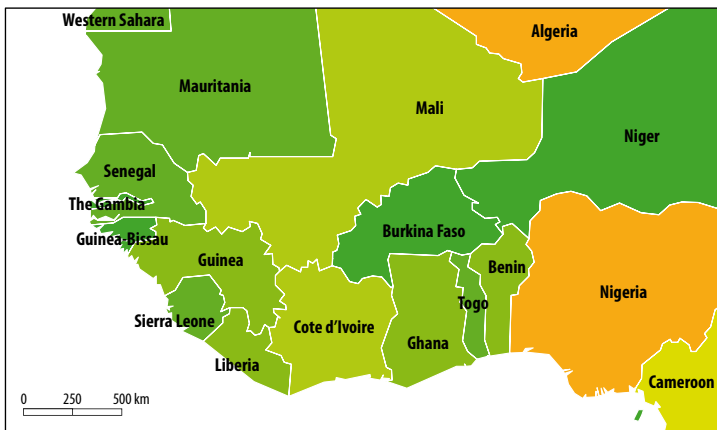 Western Sahara
Algeria
Mauritania
Mali
Niger
Senegal
The Gambia
Guinea-Bissau
Burkina Faso
Guinea
Benin
Nigeria
Togo
Sierra Leone
Cote d'Ivoire
Ghana
Liberia
Cameroon
0 250 500 km